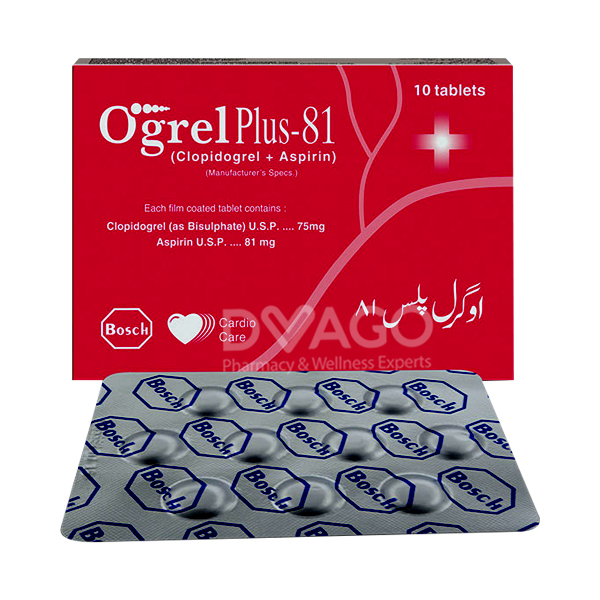 10 tablets
Ogrel Plus-81
(Clopidogrel + Aspirin)
(Manufacturer's Specs.)
Each film coated tablet contains :
Clopidogrel (as Bisulphate) U.S.P. .... 75mg
Aspirin U.S.P. .... 81 mg
اوگرل پلس ۸۱
Bosch
Cardio
Care
DVAGO
Pharmacy & Wellness Experts
Bosch
Bosch
Bosch
Bosch
Bosch
Bosch
Bosch
Bosch
Bosch
Bosch
Bosch